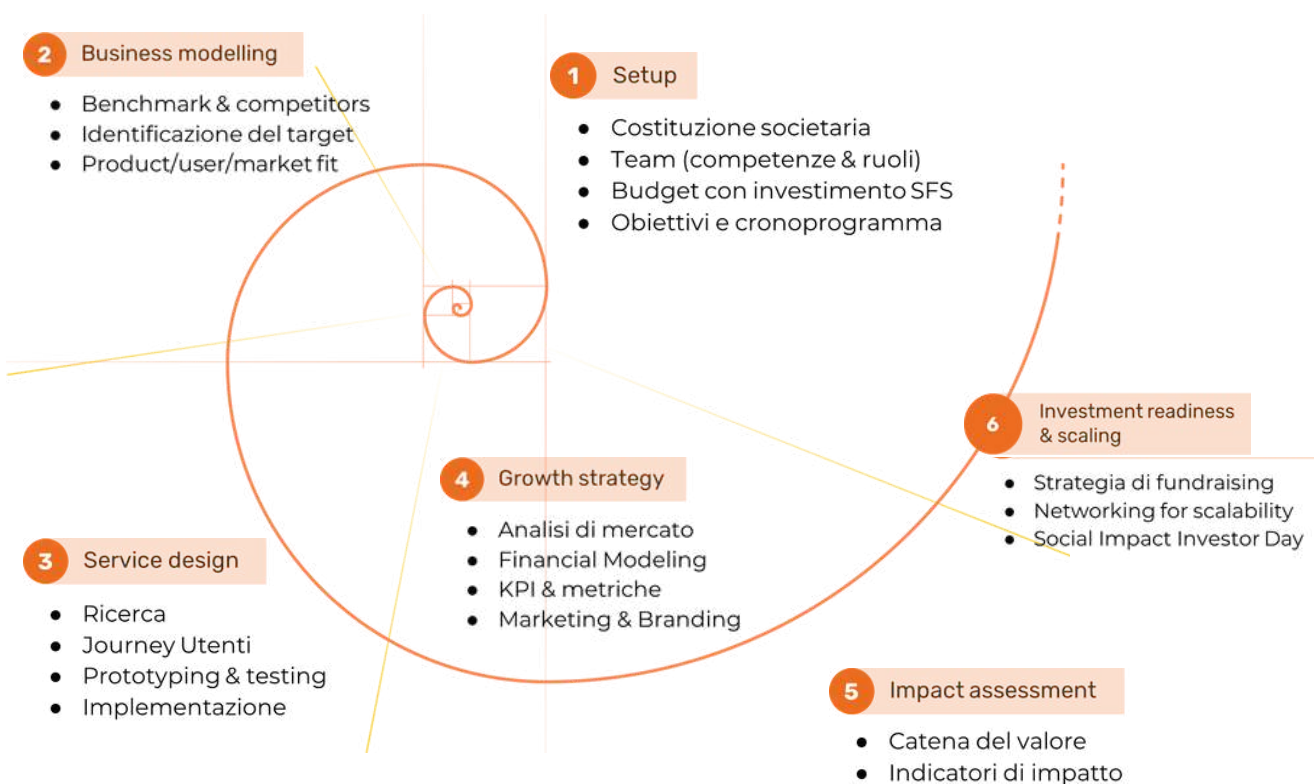 1 Setup
● Costituzione societaria
● Team (competenze & ruoli)
● Budget con investimento SFS
● Obiettivi e cronoprogramma
2 Business modelling
● Benchmark & competitors
● Identificazione del target
● Product/user/market fit
3 Service design
● Ricerca
● Journey Utenti
● Prototyping & testing
● Implementazione
4 Growth strategy
● Analisi di mercato
● Financial Modeling
● KPI & metriche
● Marketing & Branding
5 Impact assessment
● Catena del valore
● Indicatori di impatto
6 Investment readiness
& scaling
● Strategia di fundraising
● Networking for scalability
● Social Impact Investor Day